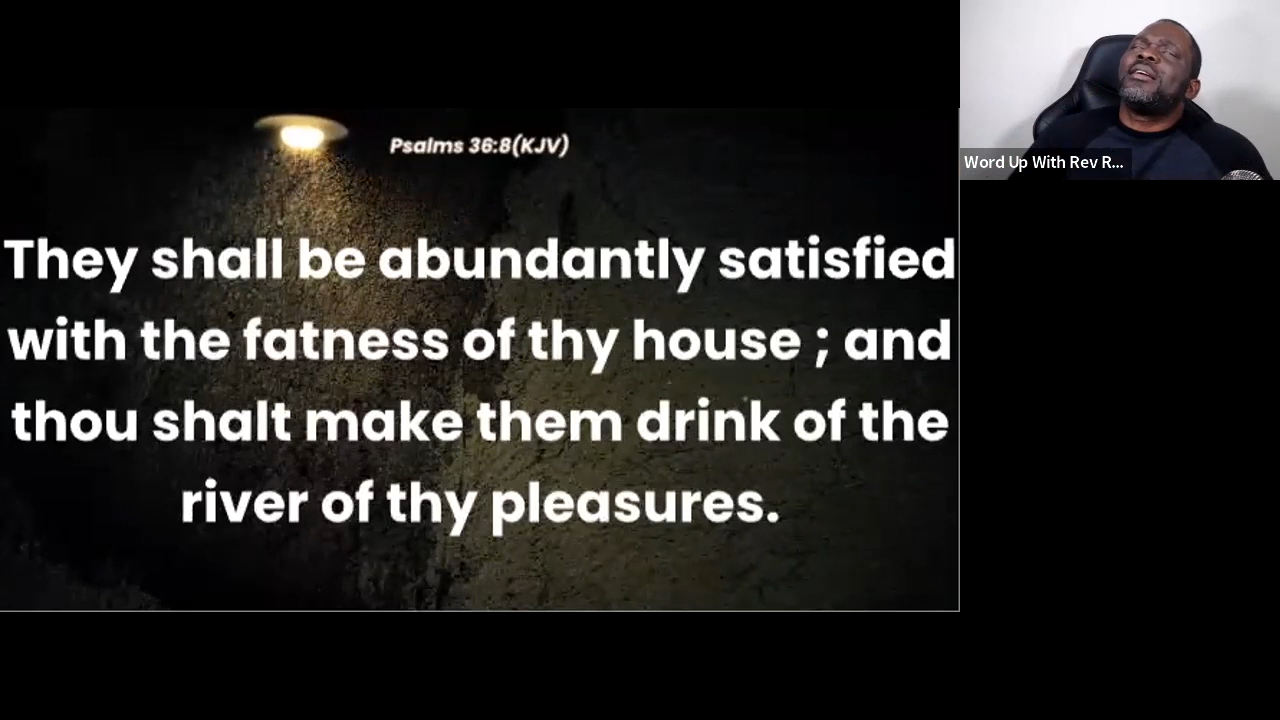 Psalms 36:8(KJV)
They shall be abundantly satisfied
with the fatness of thy house ; and
thou shalt make them drink of the
river of thy pleasures.
Word Up With Rev R...